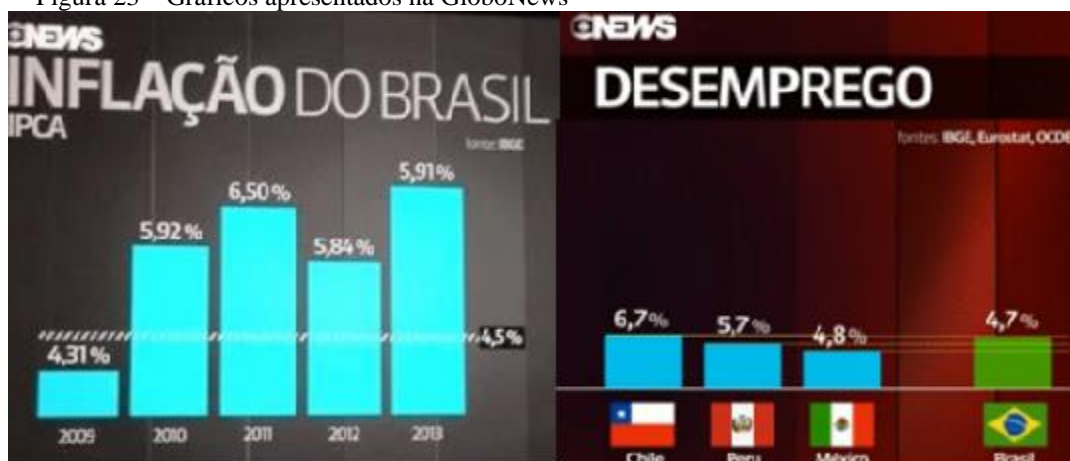 Figura 23 – Gráficos apresentados na GloboNews
NEWS
INFLAÇÃO DO BRASIL
IPCA
fonte: IBGE
5,91%
6,50%
5,92%
5,84%
4,5%
4,31%
2009 2010 2011 2012 2013
NEWS
DESEMPREGO
fontes: IBGE, Eurostat, OCDE
6,7% 5,7% 4,8% 4,7%
Chile Peru México Brasil